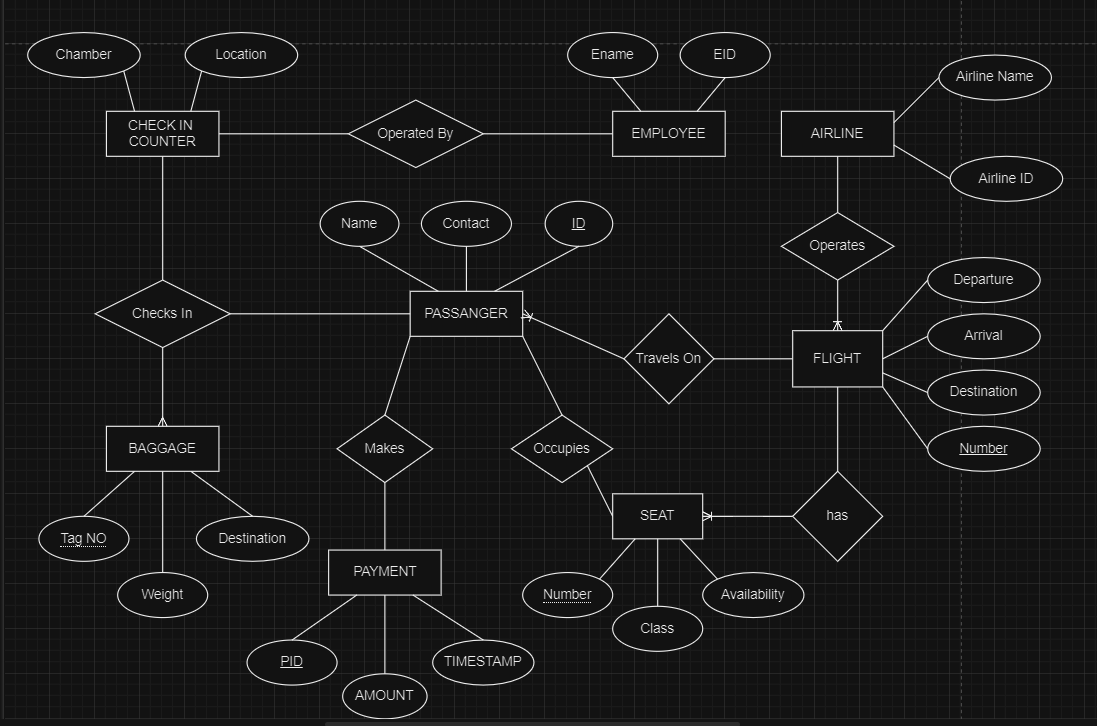 Chamber
Location
Ename
EID
Airline Name
CHECK IN
COUNTER
Operated By
EMPLOYEE
AIRLINE
Airline ID
Name
Contact
ID
Operates
Departure
Checks In
PASSANGER
Arrival
Travels On
FLIGHT
Destination
BAGGAGE
Makes
Occupies
Number
SEAT
has
Tag NO
Destination
PAYMENT
Weight
Number
Availability
Class
PID
TIMESTAMP
AMOUNT